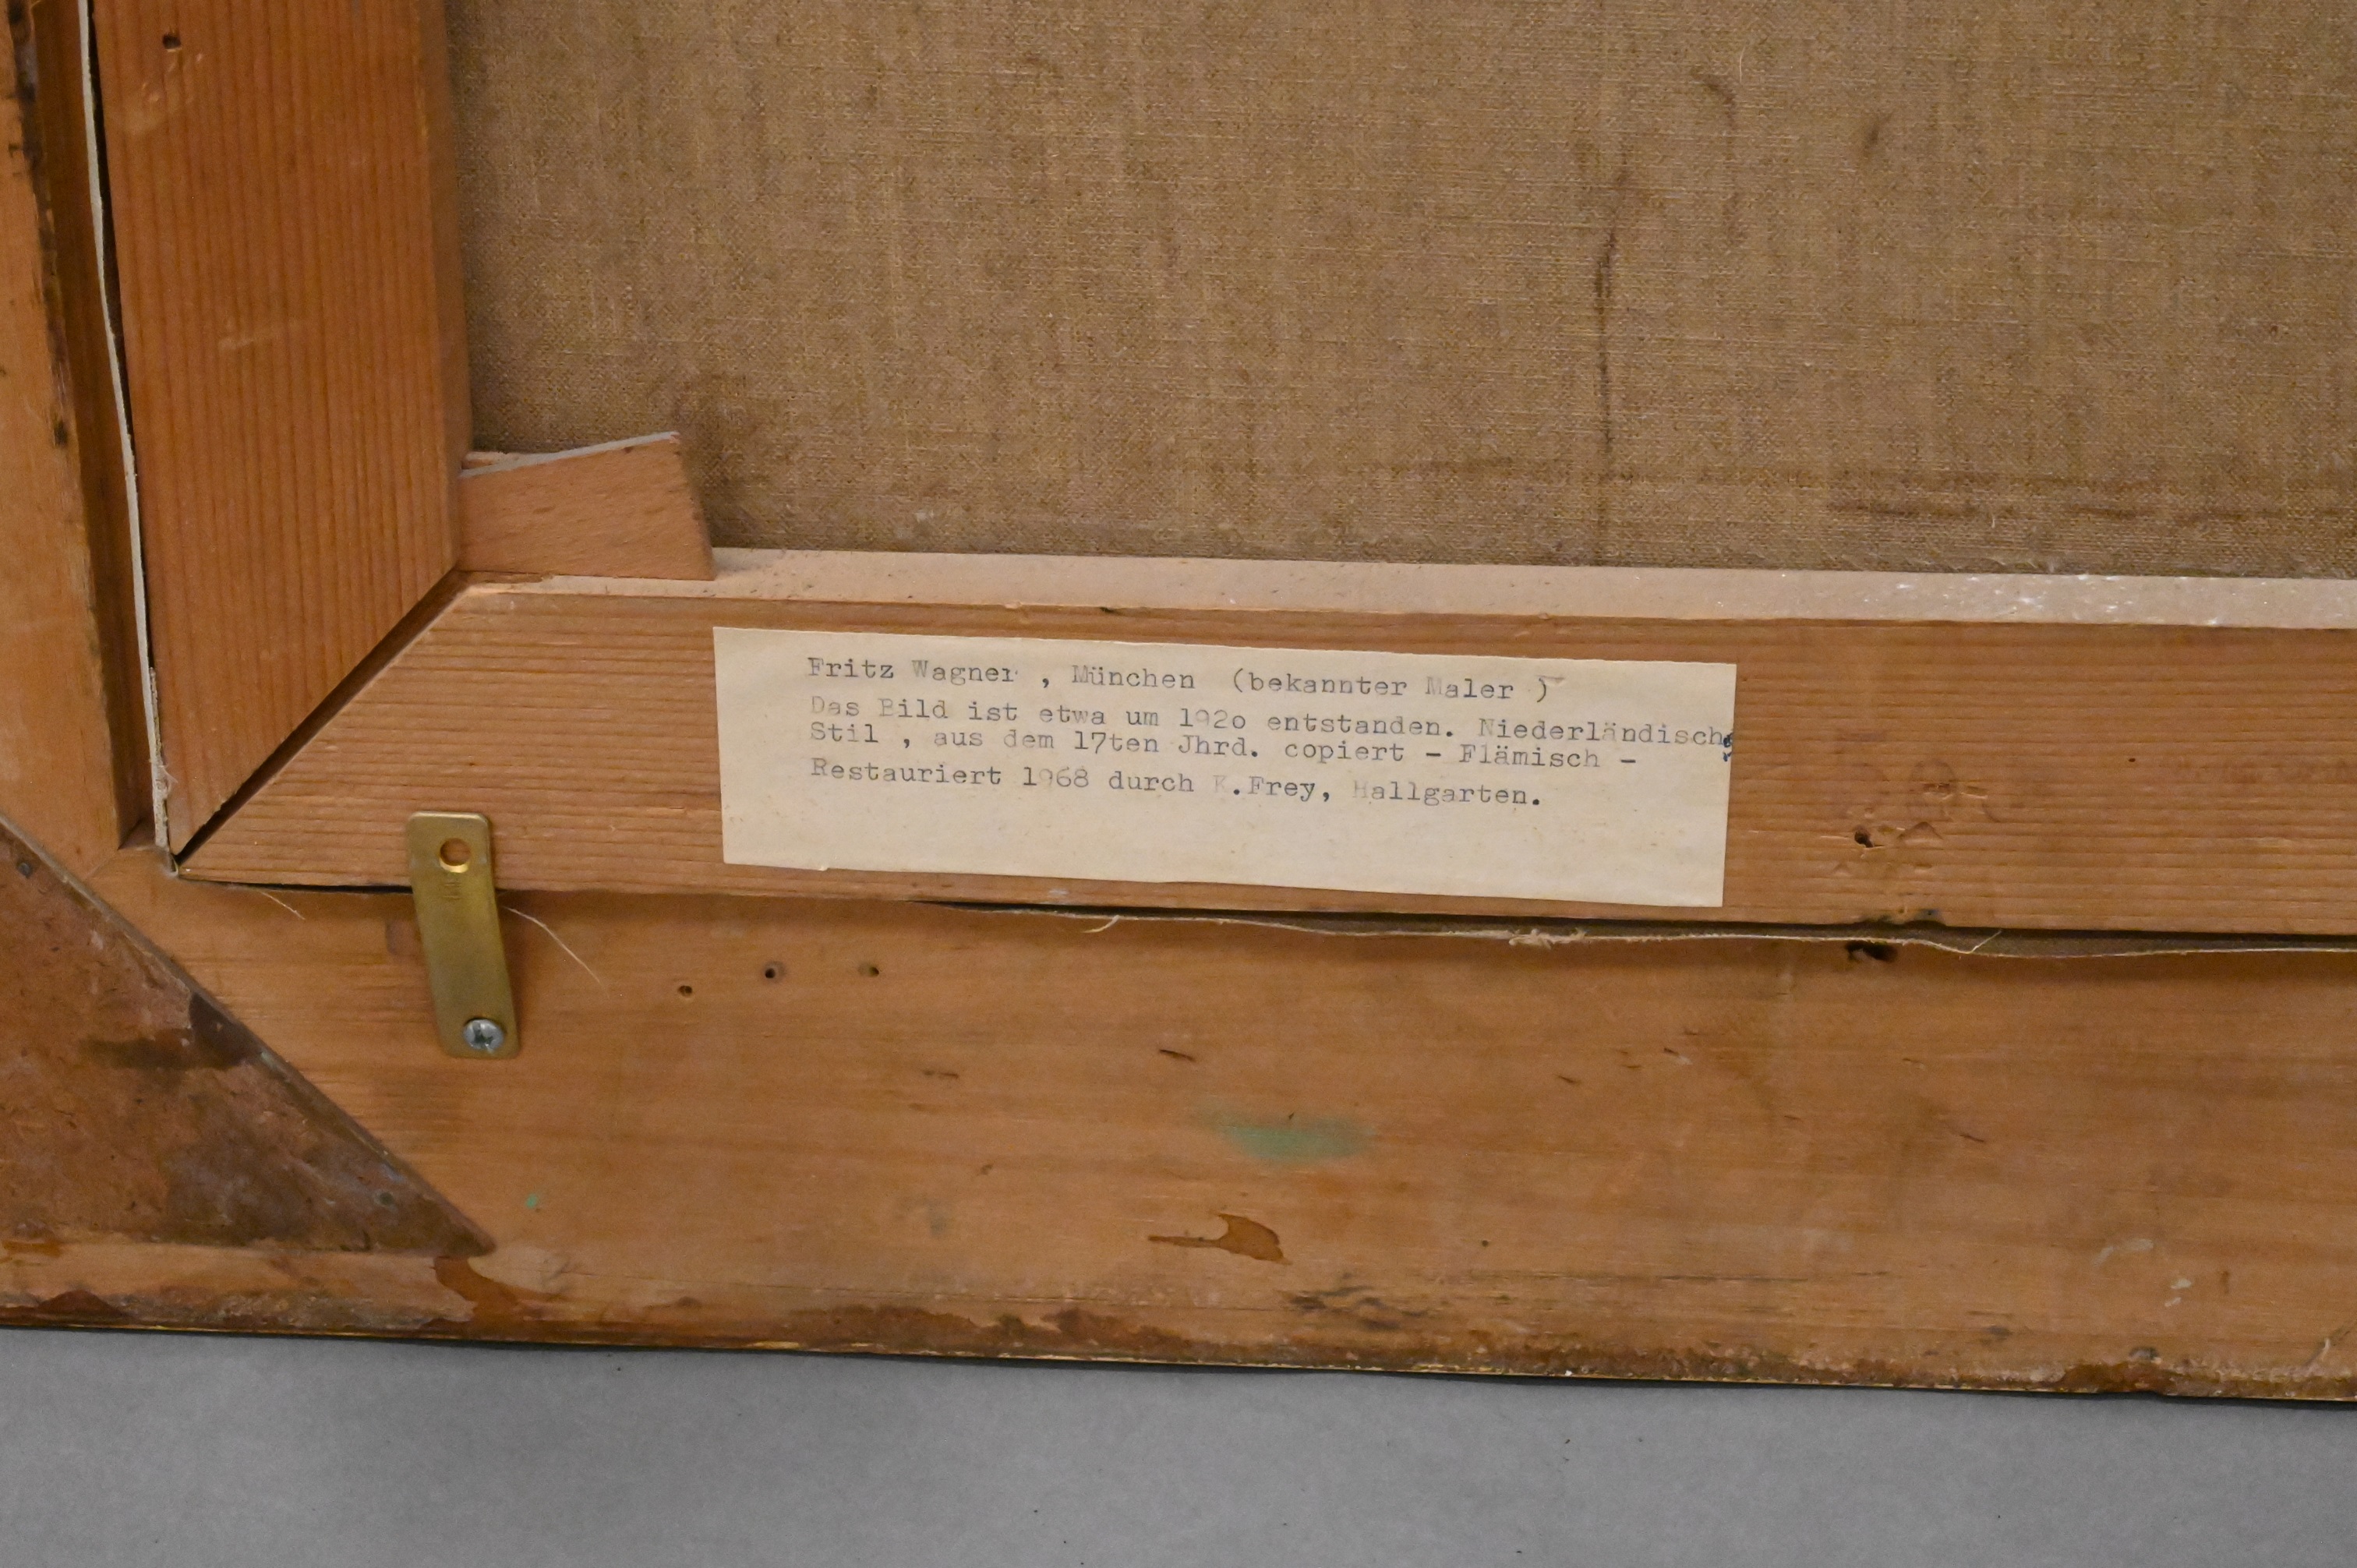 Fritz Wagner , München (bekannter Maler )
Das Bild ist etwa um 192o entstanden. Niederländischer
Stil , aus dem 17ten Jhrd. copiert - Flämisch -
Restauriert 1968 durch K.Frey, Hallgarten.